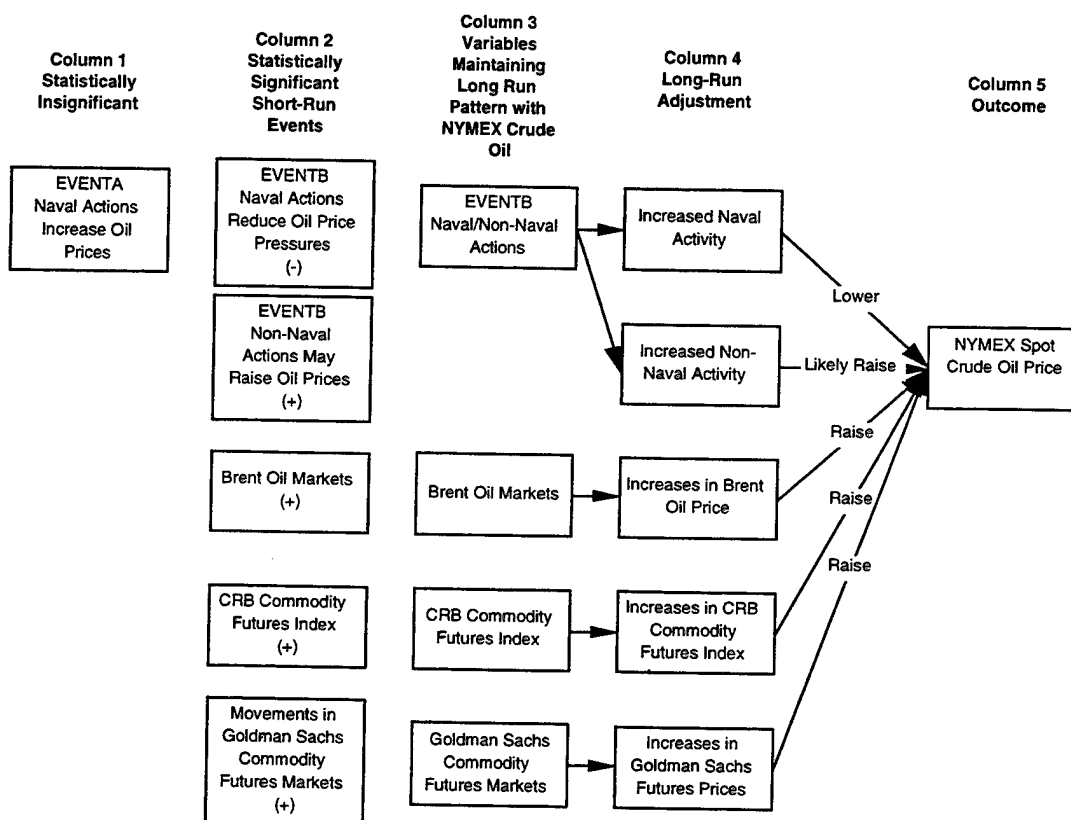 Column 1
Statistically
Insignificant
Column 2
Statistically
Significant
Short-Run
Events
Column 3
Variables
Maintaining
Long Run
Pattern with
NYMEX Crude
Oil
Column 4
Long-Run
Adjustment
Column 5
Outcome
EVENTA
Naval Actions
Increase Oil
Prices
EVENTB
Naval Actions
Reduce Oil Price
Pressures
(-)
EVENTB
Naval/Non-Naval
Actions
Increased Naval
Activity
Lower
EVENTB
Non-Naval
Actions May
Raise Oil Prices
(+)
Increased Non-
Naval Activity
Likely Raise
NYMEX Spot
Crude Oil Price
Brent Oil Markets
(+)
Brent Oil Markets
Increases in Brent
Oil Price
Raise
CRB Commodity
Futures Index
(+)
CRB Commodity
Futures Index
Increases in CRB
Commodity
Futures Index
Raise
Movements in
Goldman Sachs
Commodity
Futures Markets
(+)
Goldman Sachs
Commodity
Futures Markets
Increases in
Goldman Sachs
Futures Prices
Raise